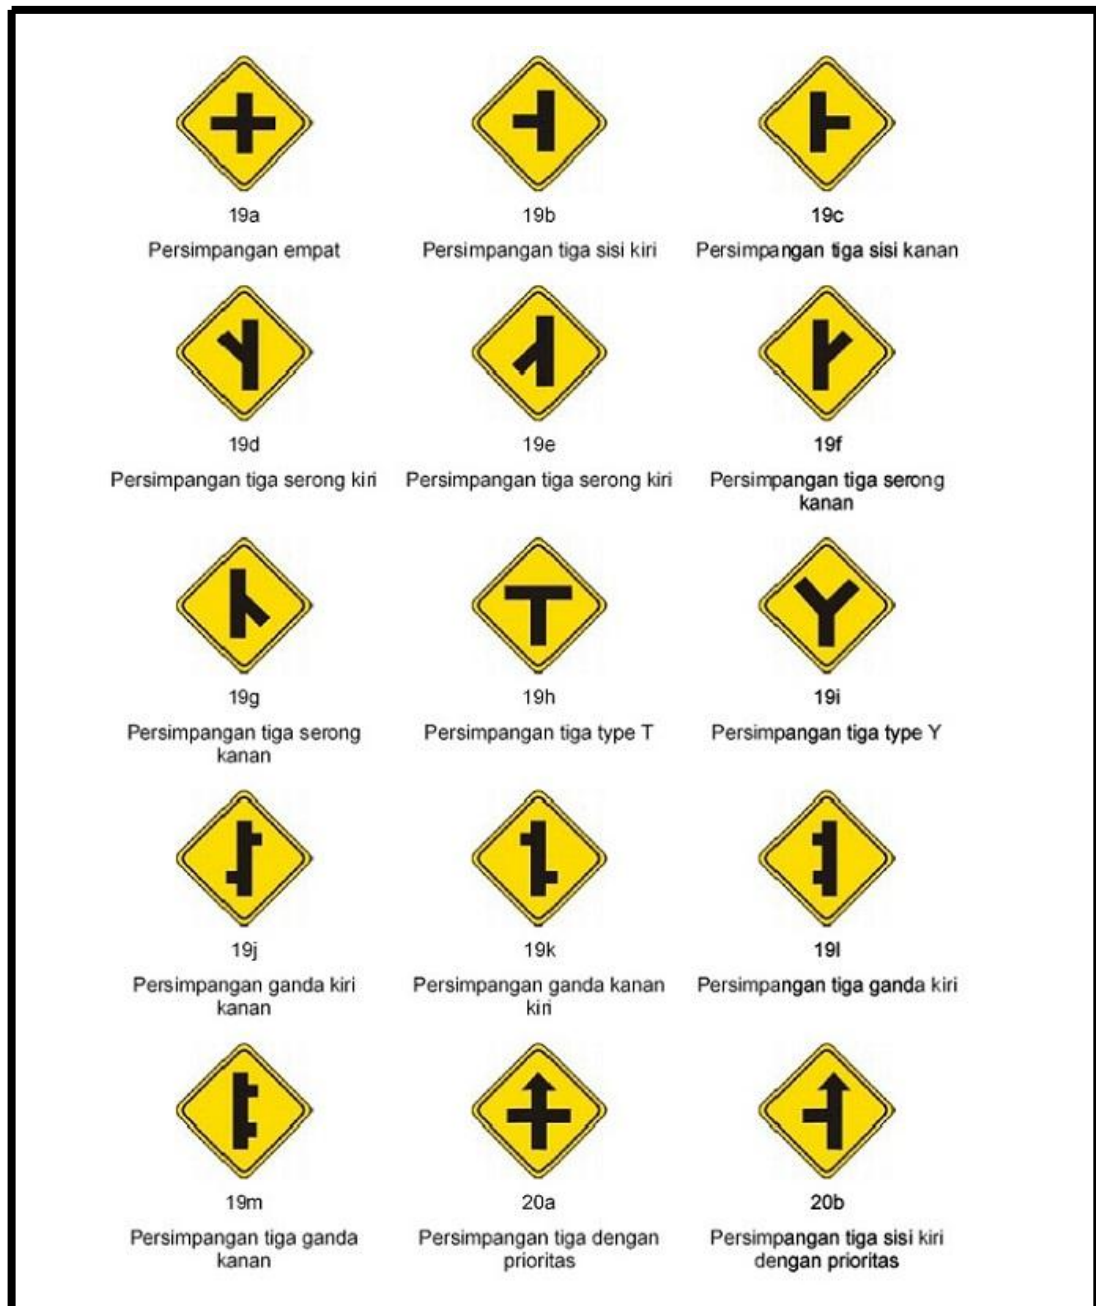 19a
19b
19c
Persimpangan empat
Persimpangan tiga sisi kiri
Persimpangan tiga sisi kanan
19d
19e
19f
Persimpangan tiga serong kiri
Persimpangan tiga serong kiri
Persimpangan tiga serong
kanan
19g
19h
19i
Persimpangan tiga serong
kanan
Persimpangan tiga type T
Persimpangan tiga type Y
19j
19k
19l
Persimpangan ganda kiri
kanan
Persimpangan ganda kanan
kiri
Persimpangan tiga ganda kiri
19m
20a
20b
Persimpangan tiga ganda
kanan
Persimpangan tiga dengan
prioritas
Persimpangan tiga sisi kiri
dengan prioritas